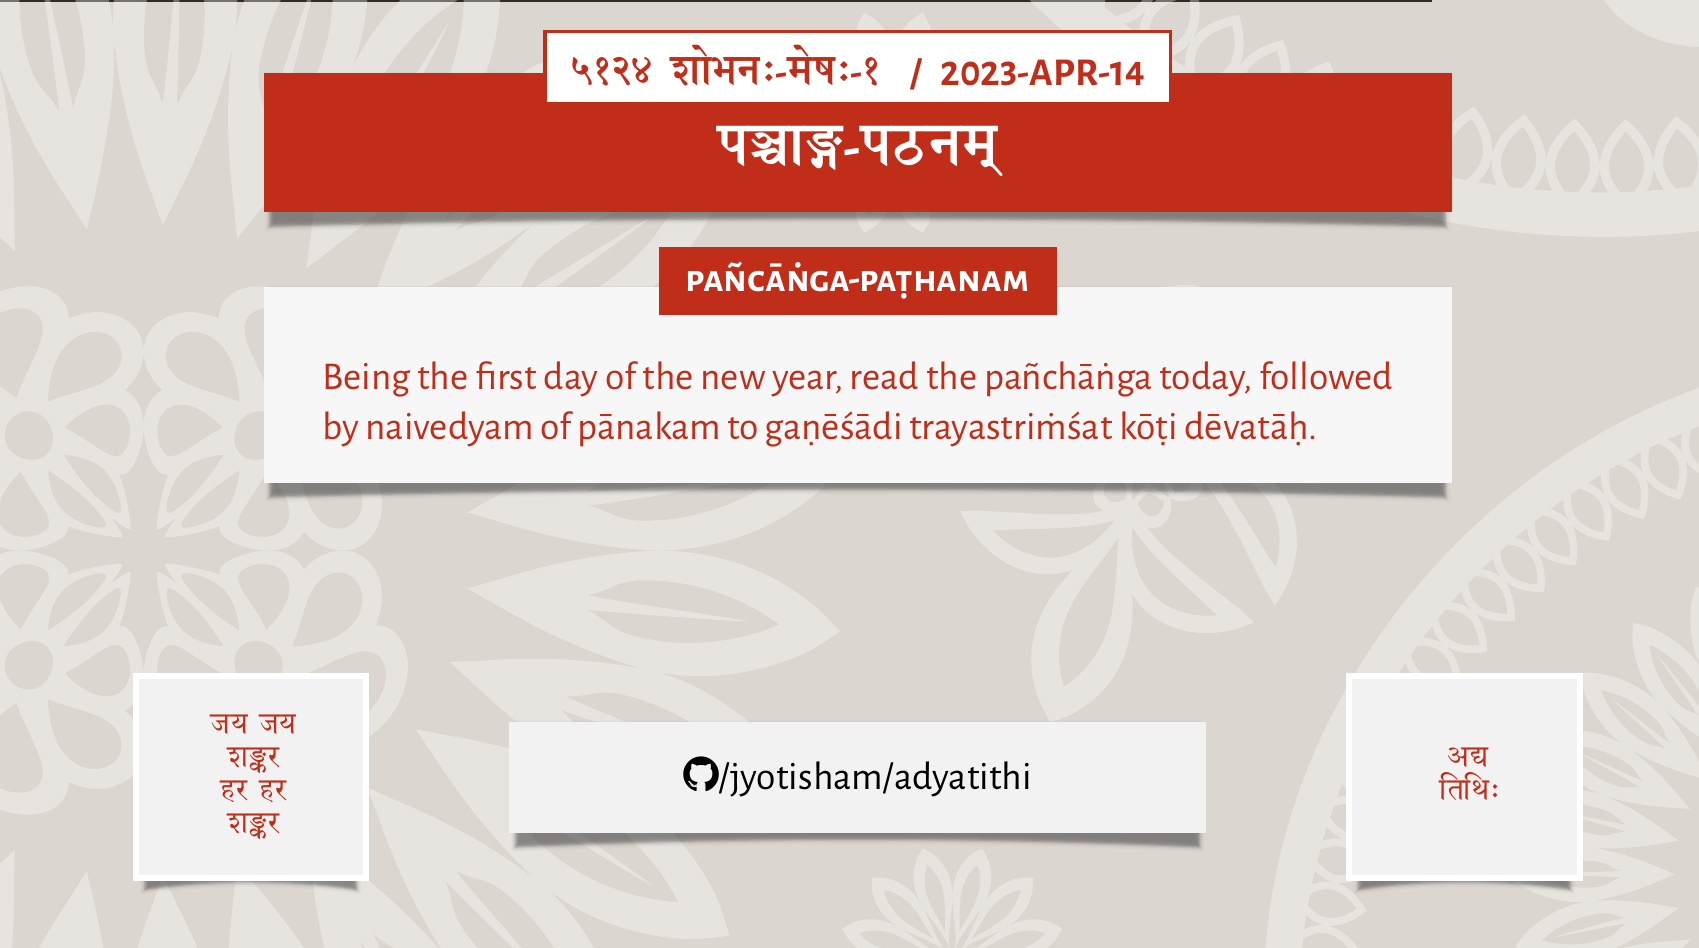 ५१२४ शोभनः-मेषः-१ / 2023-APR-14
पञ्चाङ्ग-पठनम्
PAÑCĀṄGA-PAṬHANAM
Being the first day of the new year, read the pañchāṅga today, followed
by naivedyam of pānakam to gaṇēśādi trayastriṁśat kōṭi dēvatāḥ.
जय जय
शङ्कर
हर हर
शङ्कर
/jyotisham/adyatithi
अद्य
तिथिः